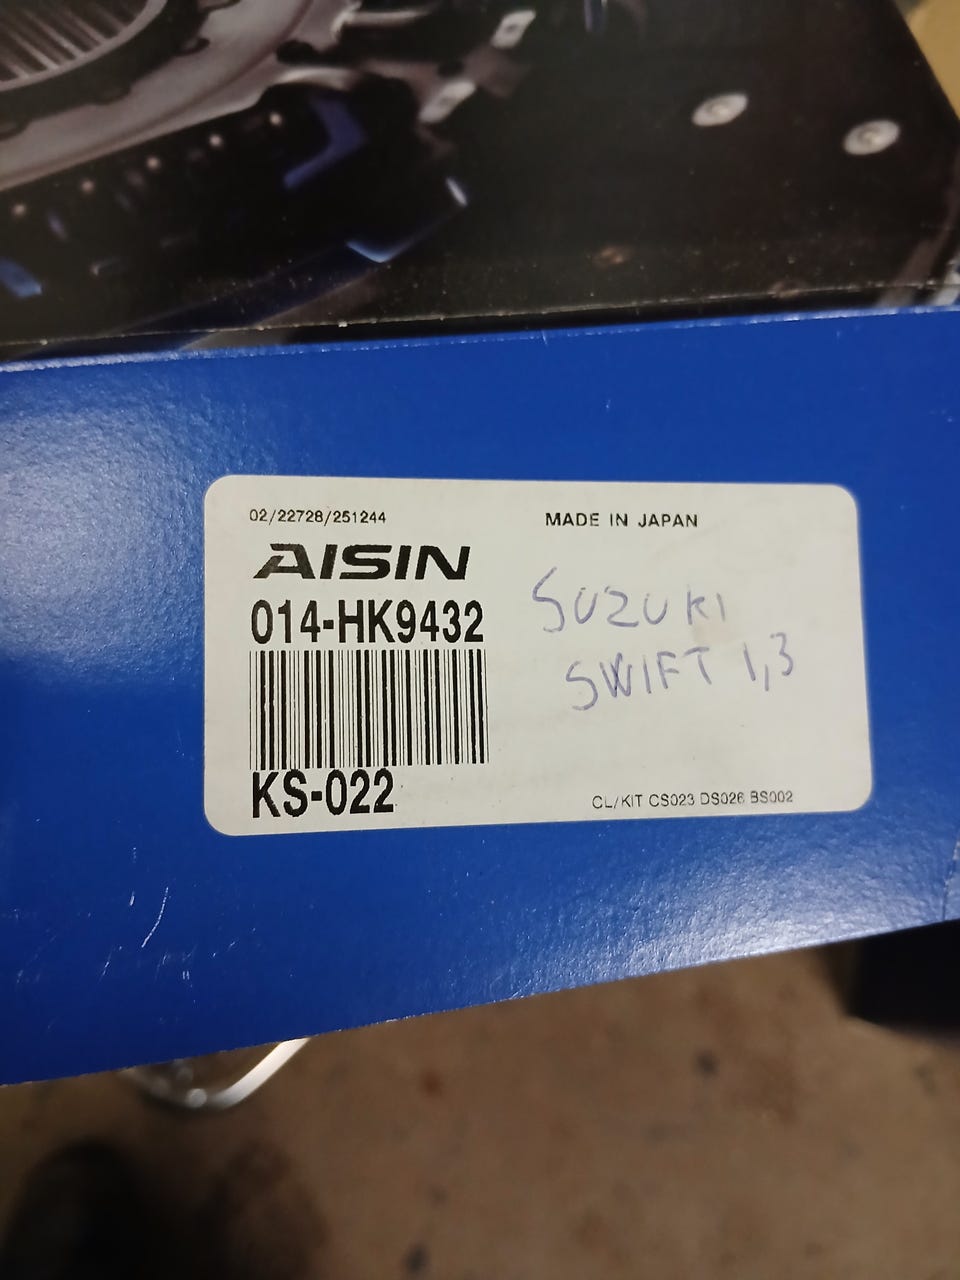 02/22728/251244
MADE IN JAPAN
AISIN
014-HK9432
SUZUKI
SWIFT 1,3
KS-022
CL/KIT CS023 DS026 BS002